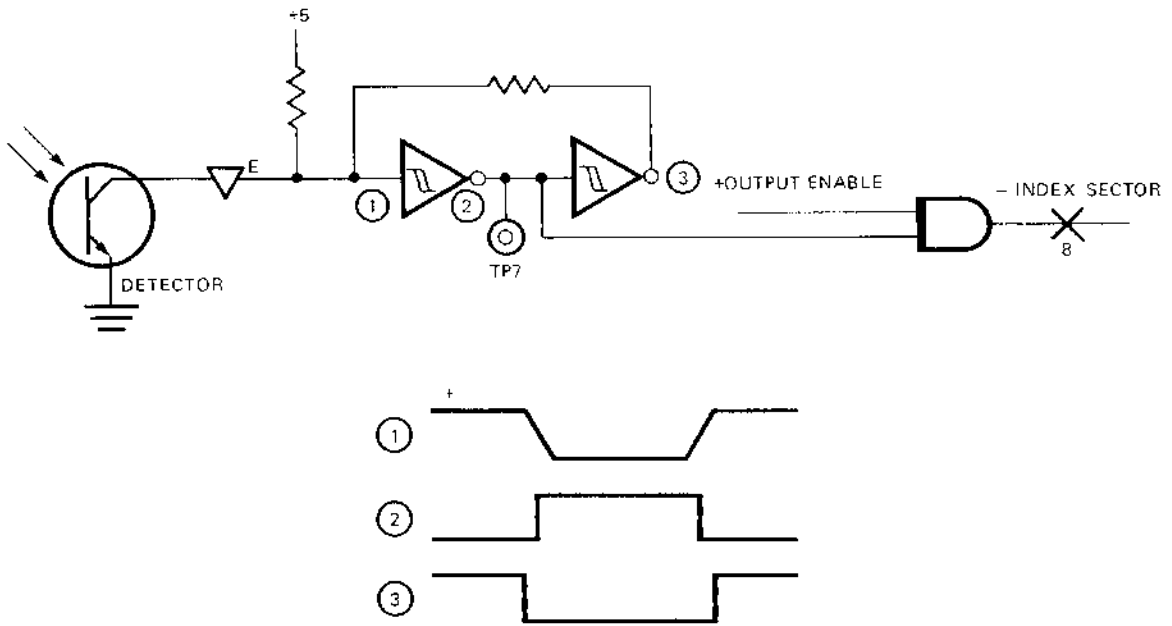 +5
E
1
2
3
+OUTPUT ENABLE
– INDEX SECTOR
8
TP7
DETECTOR
+
1
2
3